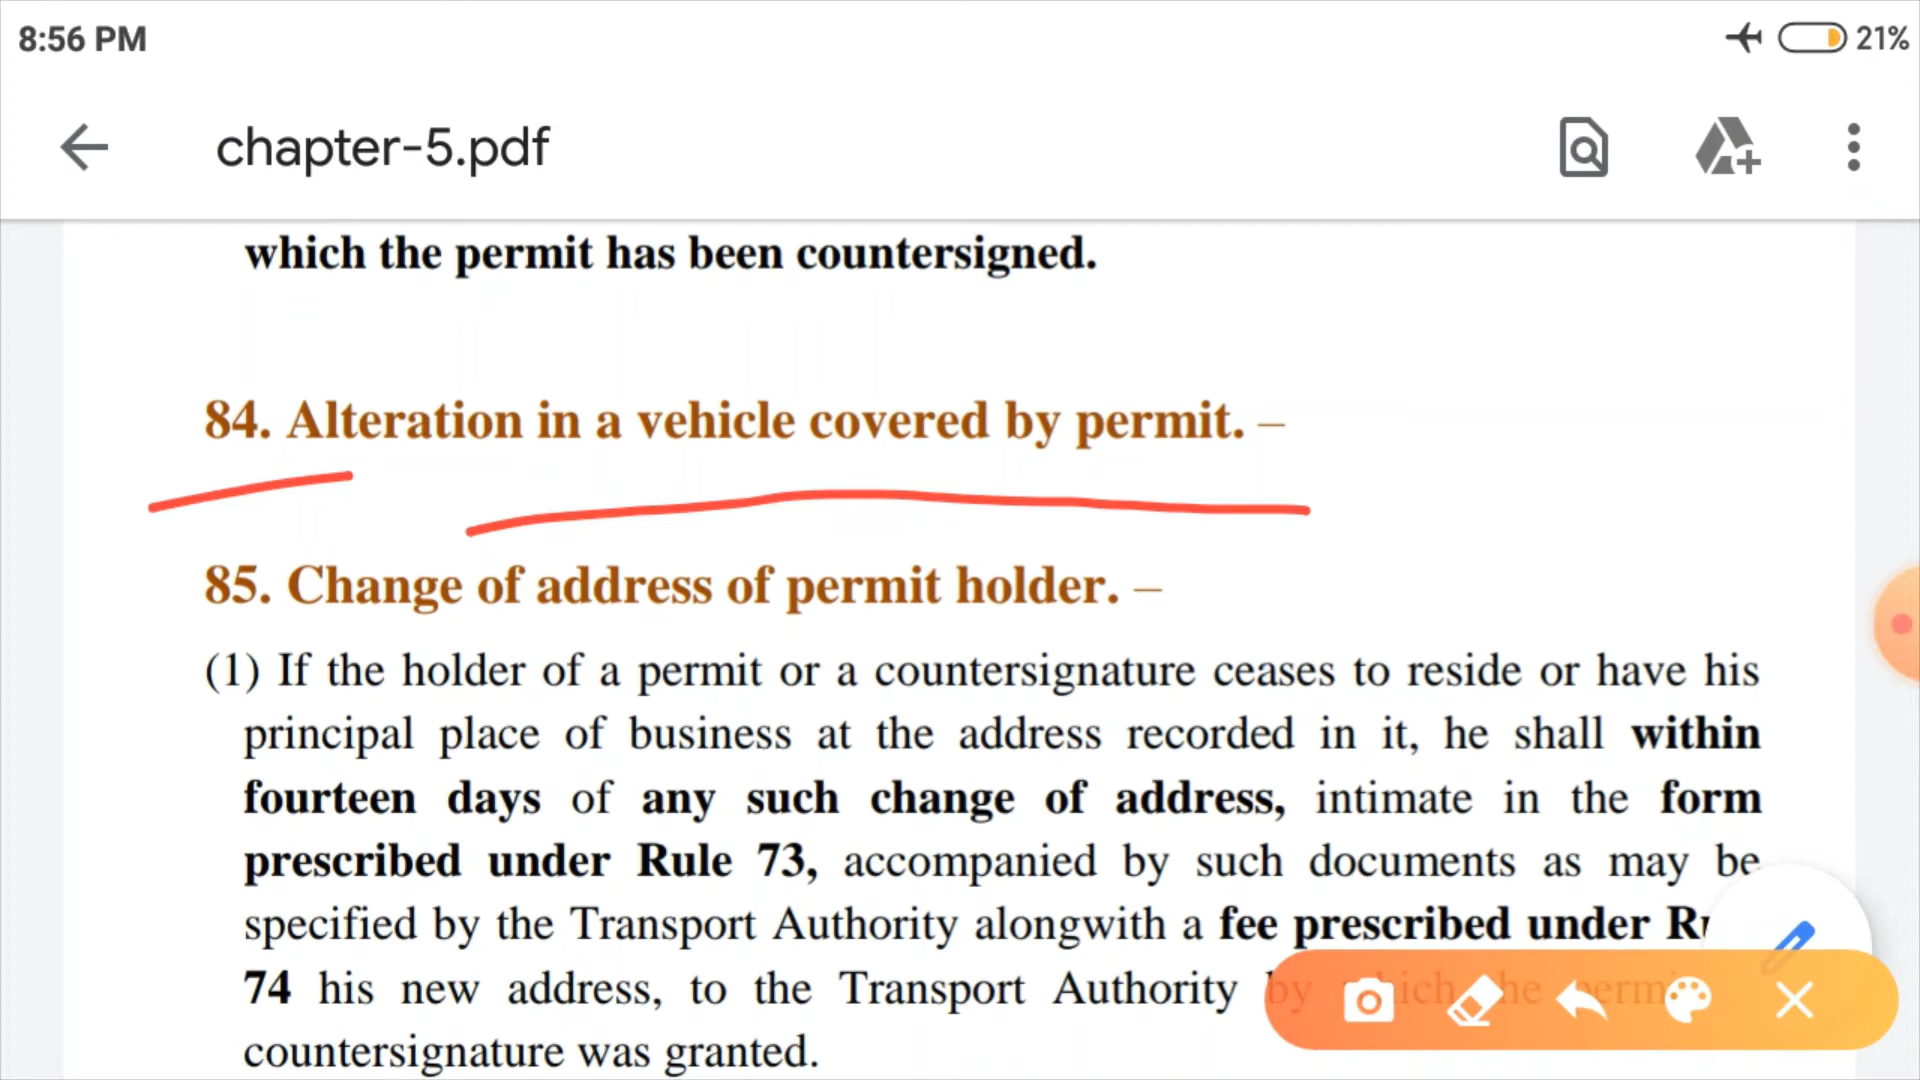 8:56 PM
21%
chapter-5.pdf
which the permit has been countersigned.
84. Alteration in a vehicle covered by permit. –
85. Change of address of permit holder. –
(1) If the holder of a permit or a countersignature ceases to reside or have his
principal place of business at the address recorded in it, he shall within
fourteen days of any such change of address, intimate in the form
prescribed under Rule 73, accompanied by such documents as may be
specified by the Transport Authority alongwith a fee prescribed under
74 his new address, to the Transport Authority by
countersignature was granted.